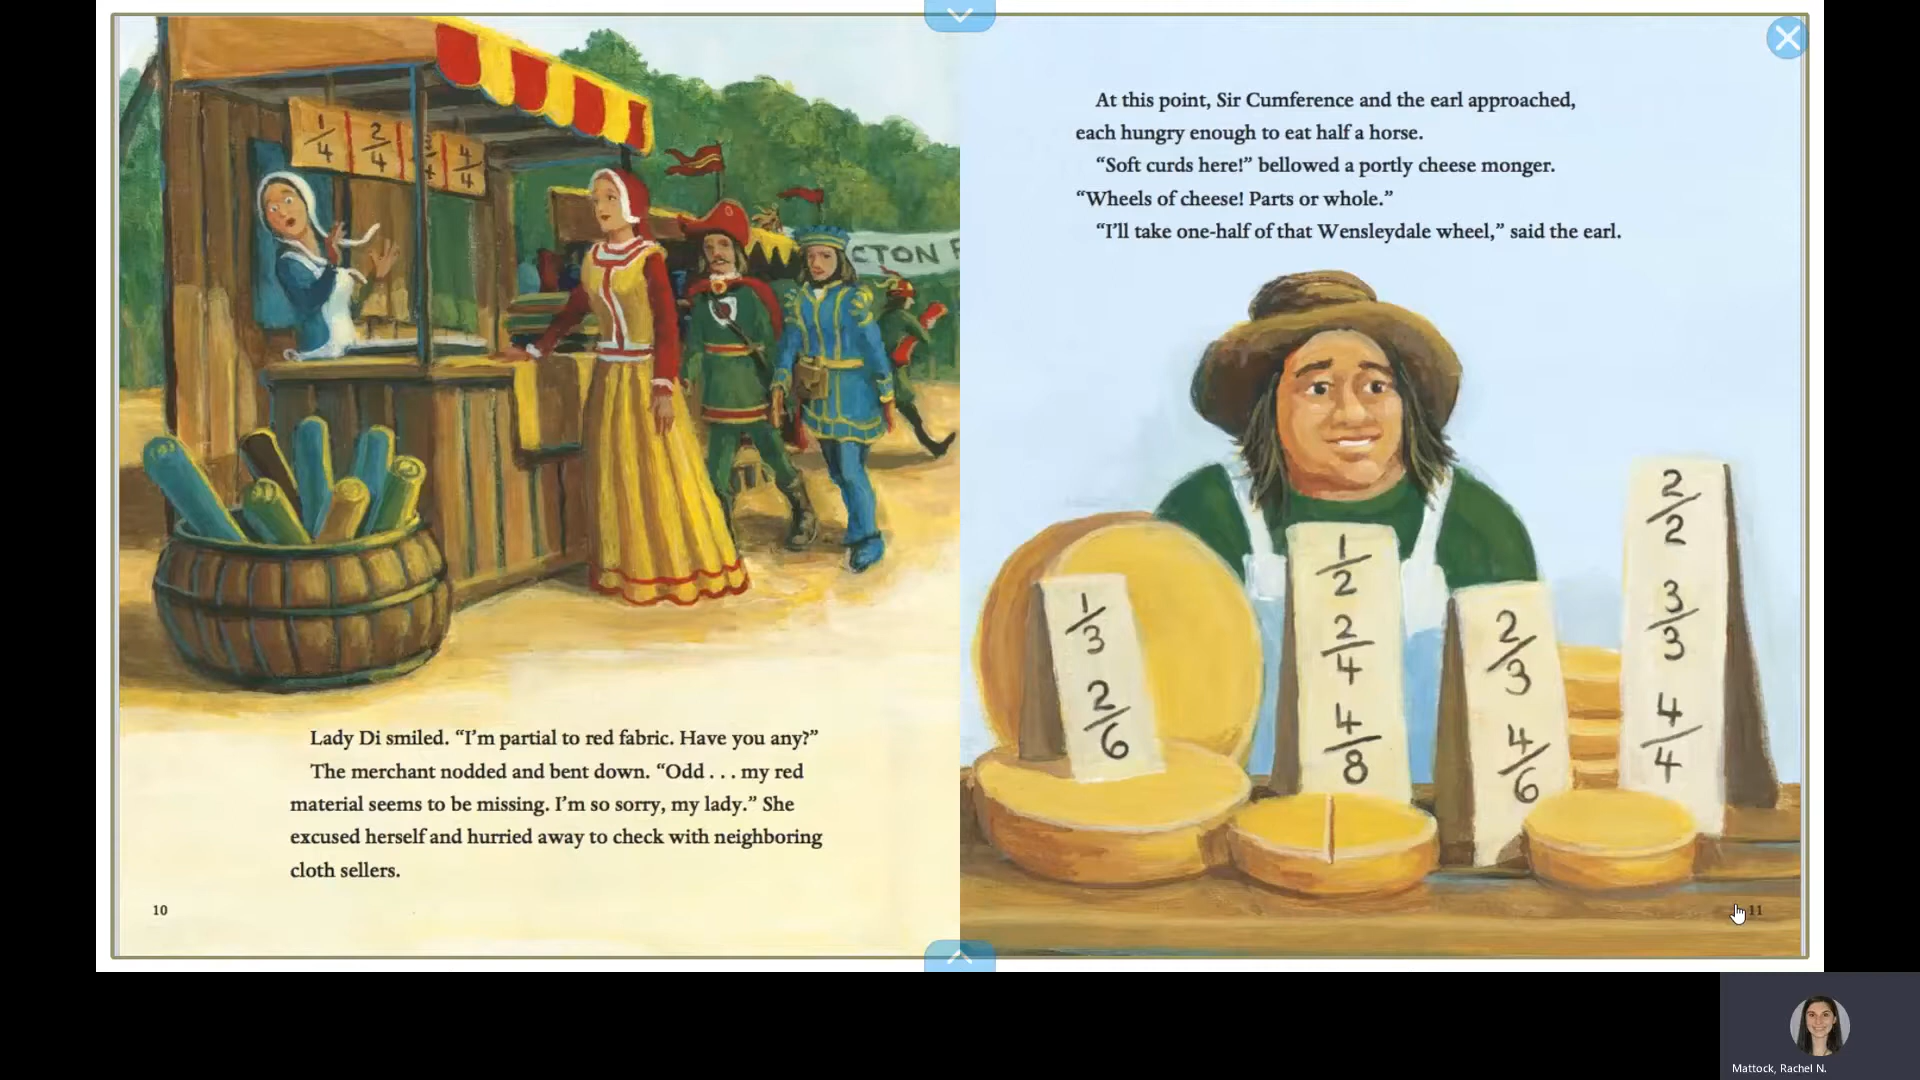 1/4 2/4 3/4 4/4
CTON F
Lady Di smiled. “I’m partial to red fabric. Have you any?”
The merchant nodded and bent down. “Odd . . . my red
material seems to be missing. I’m so sorry, my lady.” She
excused herself and hurried away to check with neighboring
cloth sellers.
10
At this point, Sir Cumference and the earl approached,
each hungry enough to eat half a horse.
“Soft curds here!” bellowed a portly cheese monger.
“Wheels of cheese! Parts or whole.”
“I’ll take one-half of that Wensleydale wheel,” said the earl.
1/3
2/6
1/2
2/4
4/8
2/3
4/6
2/2
3/3
4/4
11
Mattock, Rachel N.